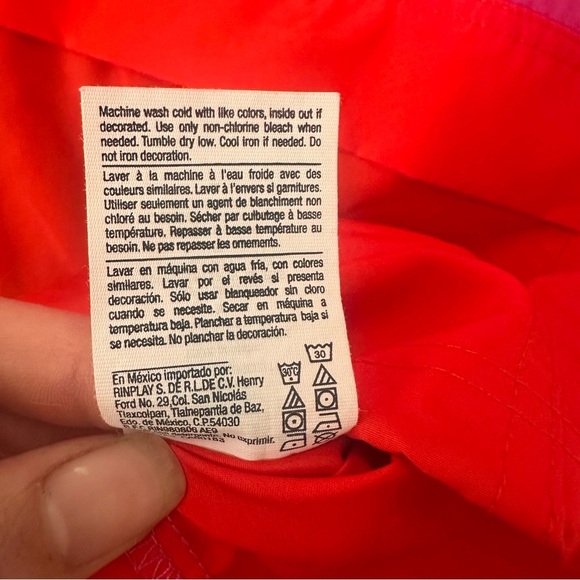 Machine wash cold with like colors, inside out if
decorated. Use only non-chlorine bleach when
needed. Tumble dry low. Cool iron if needed. Do
not iron decoration.
Laver à la machine à l'eau froide avec des
couleurs similaires. Laver à l'envers si garnitures.
Utiliser seulement un agent de blanchiment non
chloré au besoin. Sécher par culbutage à basse
température. Repasser à basse température au
besoin. Ne pas repasser les ornements.
Lavar en máquina con agua fría, con colores
similares. Lavar por el revés si presenta
decoración. Sólo usar blanqueador sin cloro
cuando se necesite. Secar en máquina a
temperatura baja. Planchar a temperatura baja si
se necesita. No planchar la decoración.
En México importado por:
RINPLAY S. DE R.L.DE C.V. Henry
Ford No. 29,Col. San Nicolás
Tlaxcolpan, Tlalnepantla de Baz,
Edo. de México. C.P.54030
RIN980806 AE9
No exprimir.
30°C
30